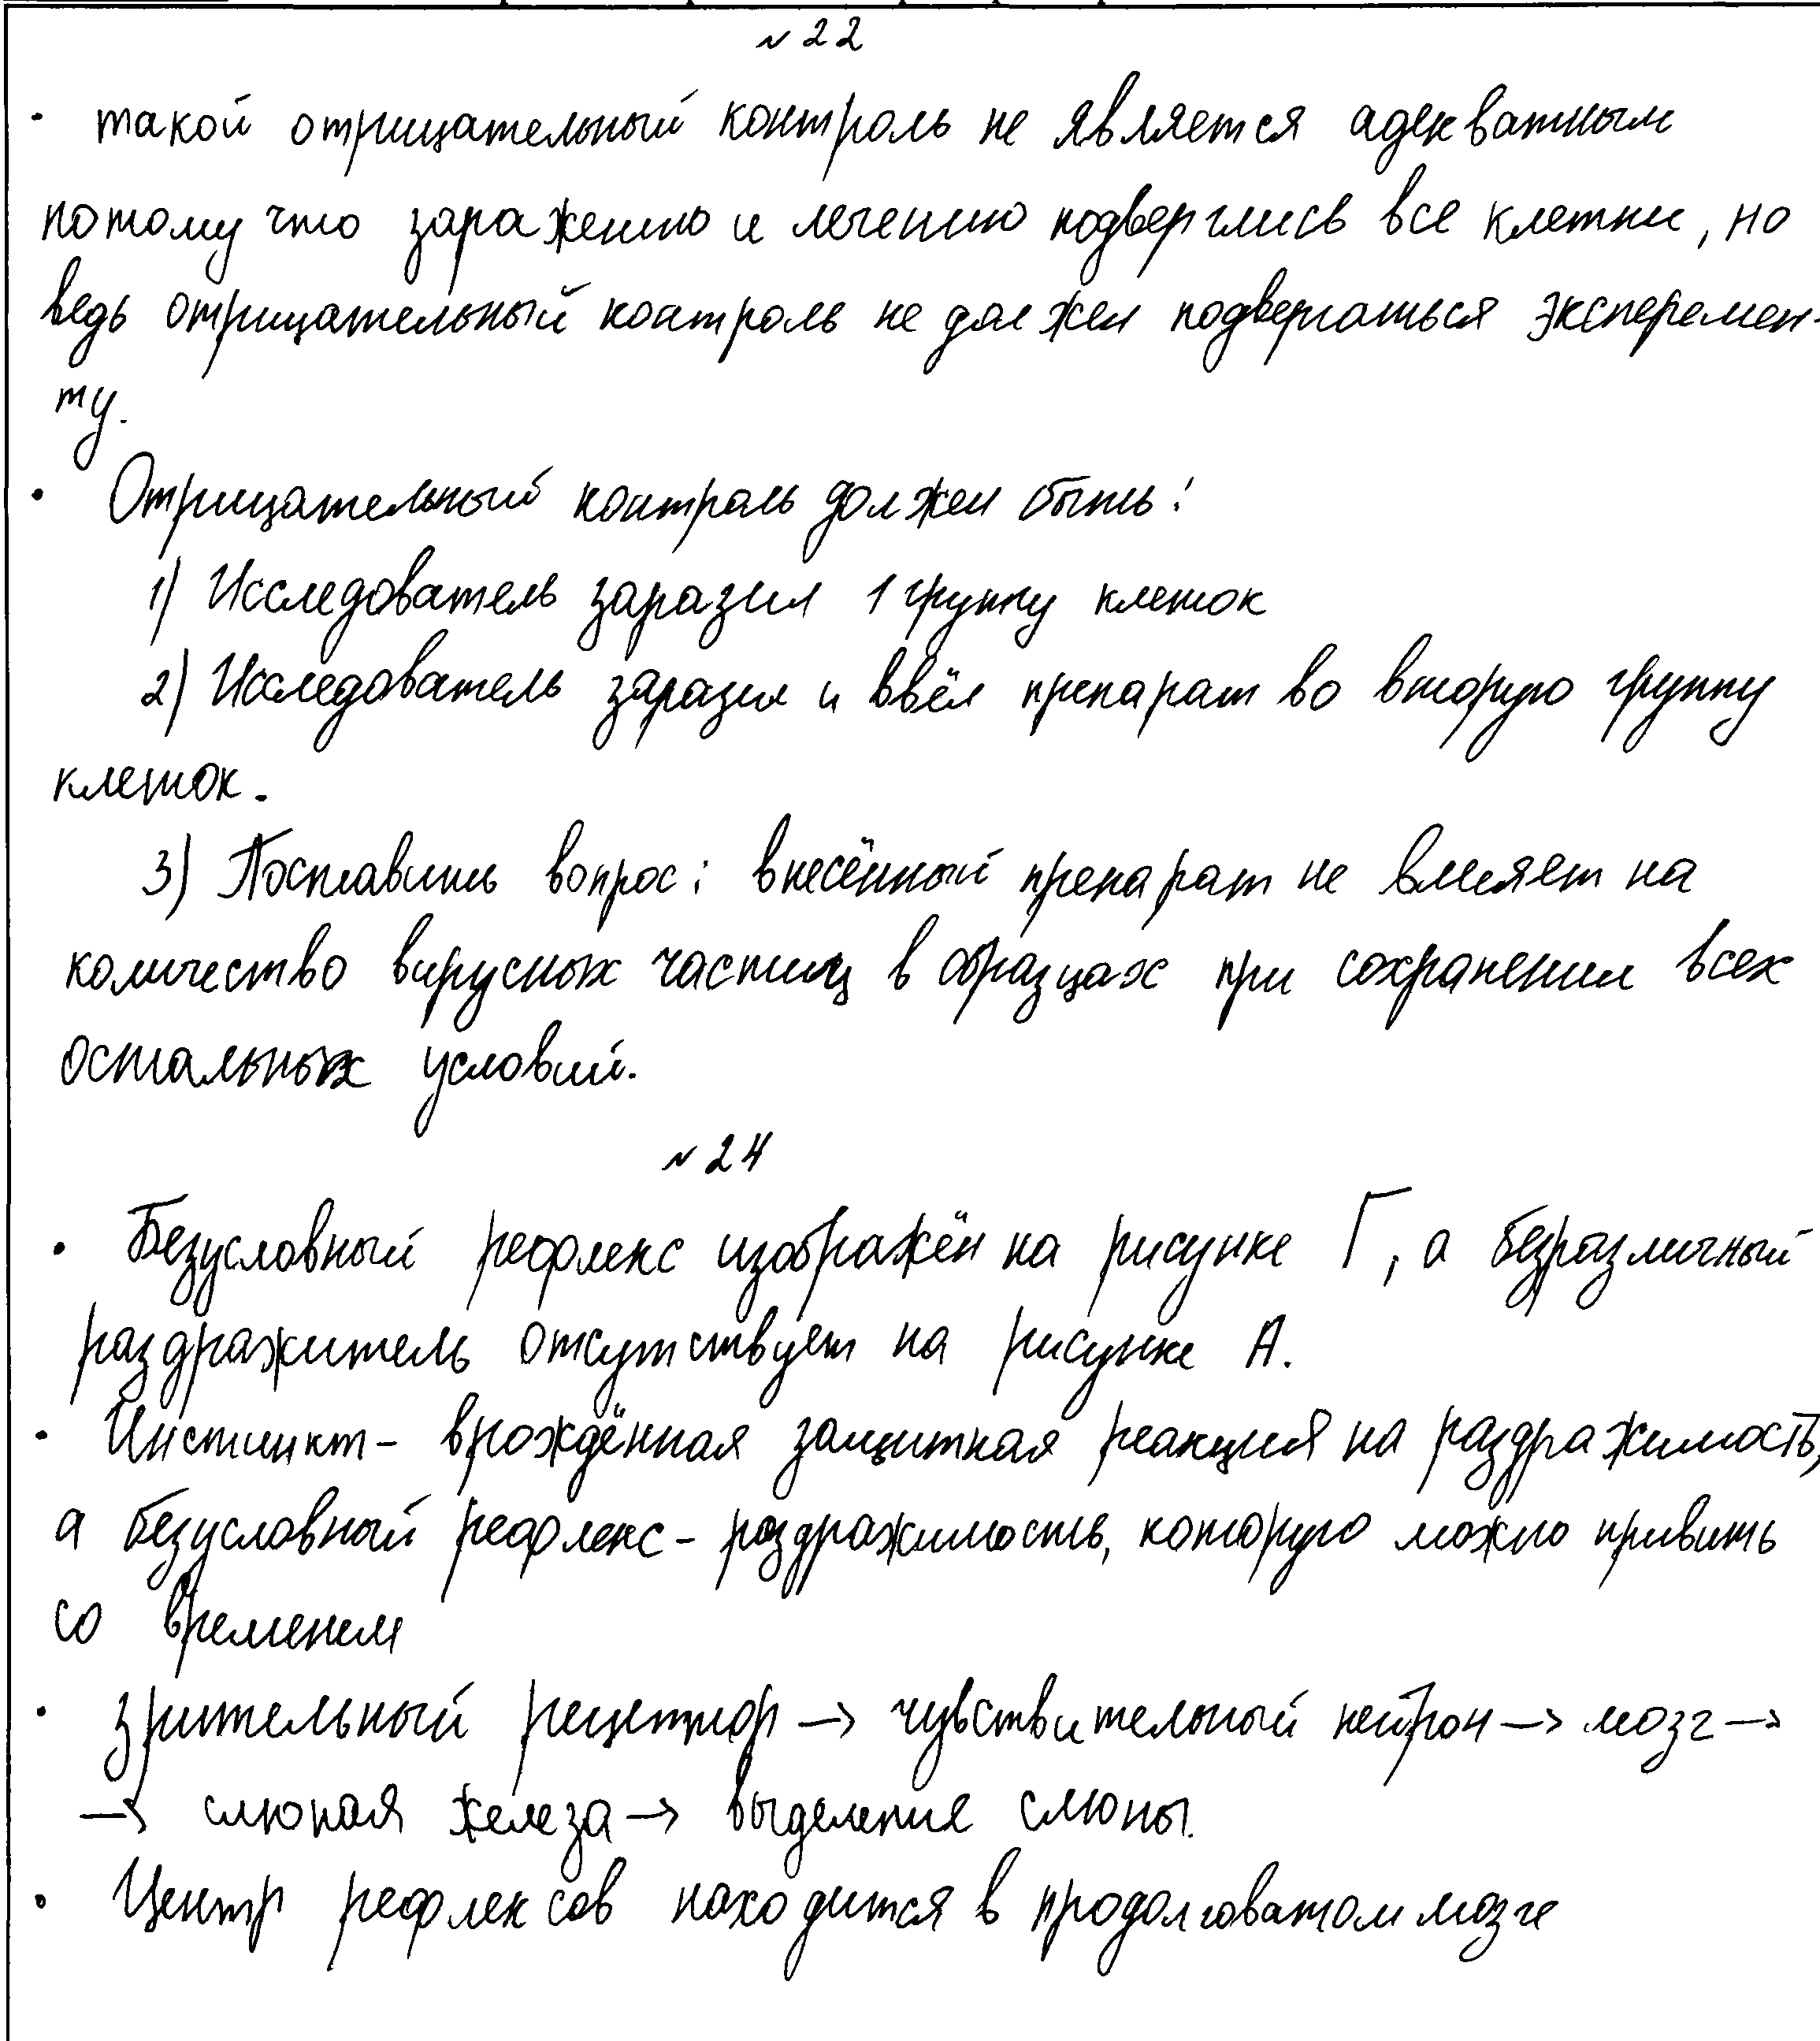 №22
· такой отрицательный контроль не является адекватным
потому что заражению и лечению подверглись все клетки, но
ведь отрицательный контроль не должен подвергаться эксперемен-
ту.
· Отрицательный контроль должен быть:
1) Исследователь заразил 1 группу клеток
2) Исследователь заразил и ввёл препарат во вторую группу
клеток.
3) Поставить вопрос: внесённый препарат не влияет на
количество вирусных частиц в образцах при сохранении всех
остальных условий.
№24
· Безусловный рефлекс изображён на рисунке Г, а безразличный
раздражитель отсутствует на рисунке А.
· Инстинкт - врождённая защитная реакция на раздражимость,
а безусловный рефлекс - раздражимость, которую можно привить
со временем
· зрительный рецептор → чувствительный нейрон → мозг →
→ слюная железа → выделение слюны.
· Центр рефлексов находится в продолговатом мозге